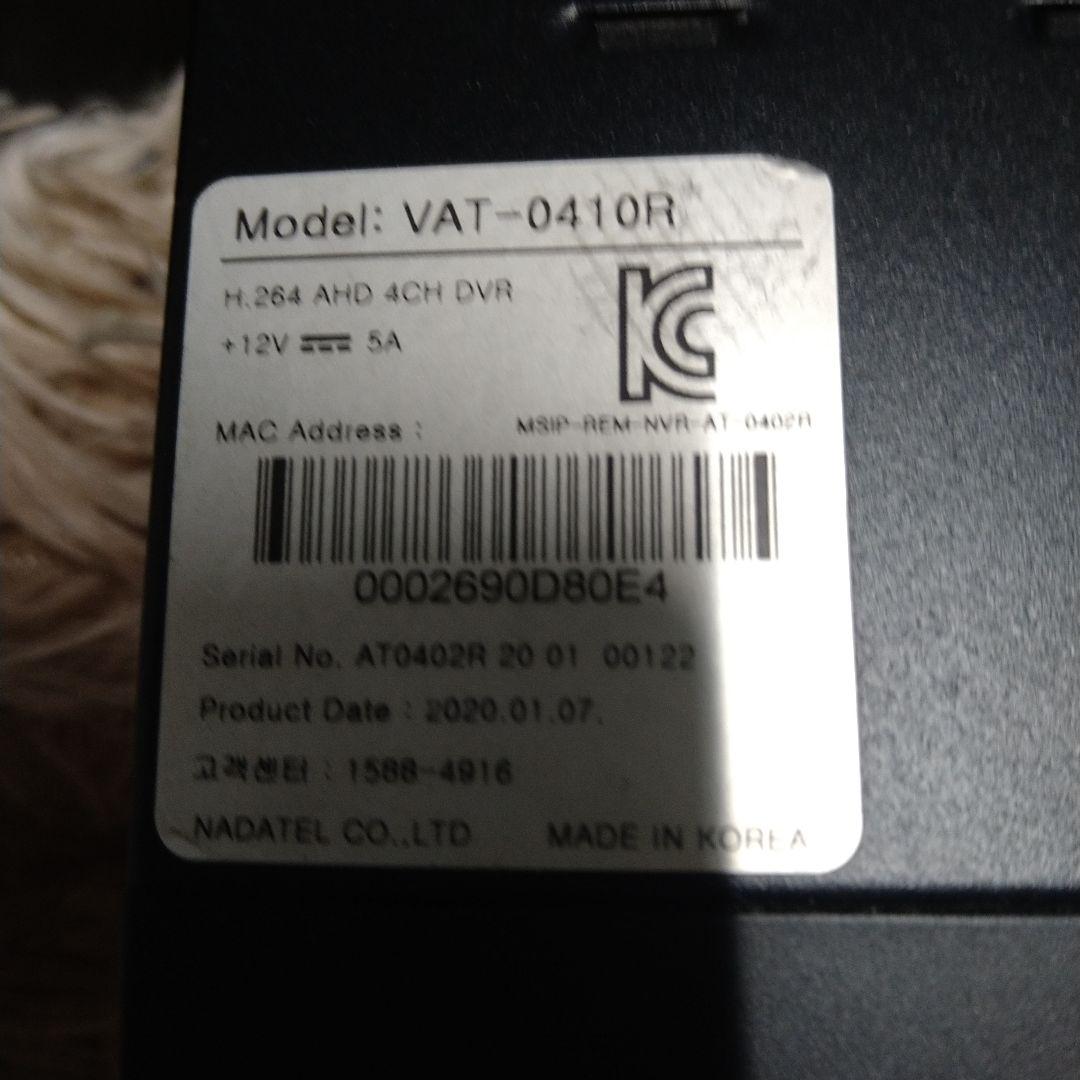 Model: VAT-0410R
H.264 AHD 4CH DVR
+12V 5A
KC
MAC Address :
MSIP-REM-NVR-AT-0402R
0002690D80E4
Serial No. AT0402R 20 01 00122
Product Date : 2020.01.07.
고객센터 : 1588-4916
NADATEL CO.,LTD MADE IN KOREA